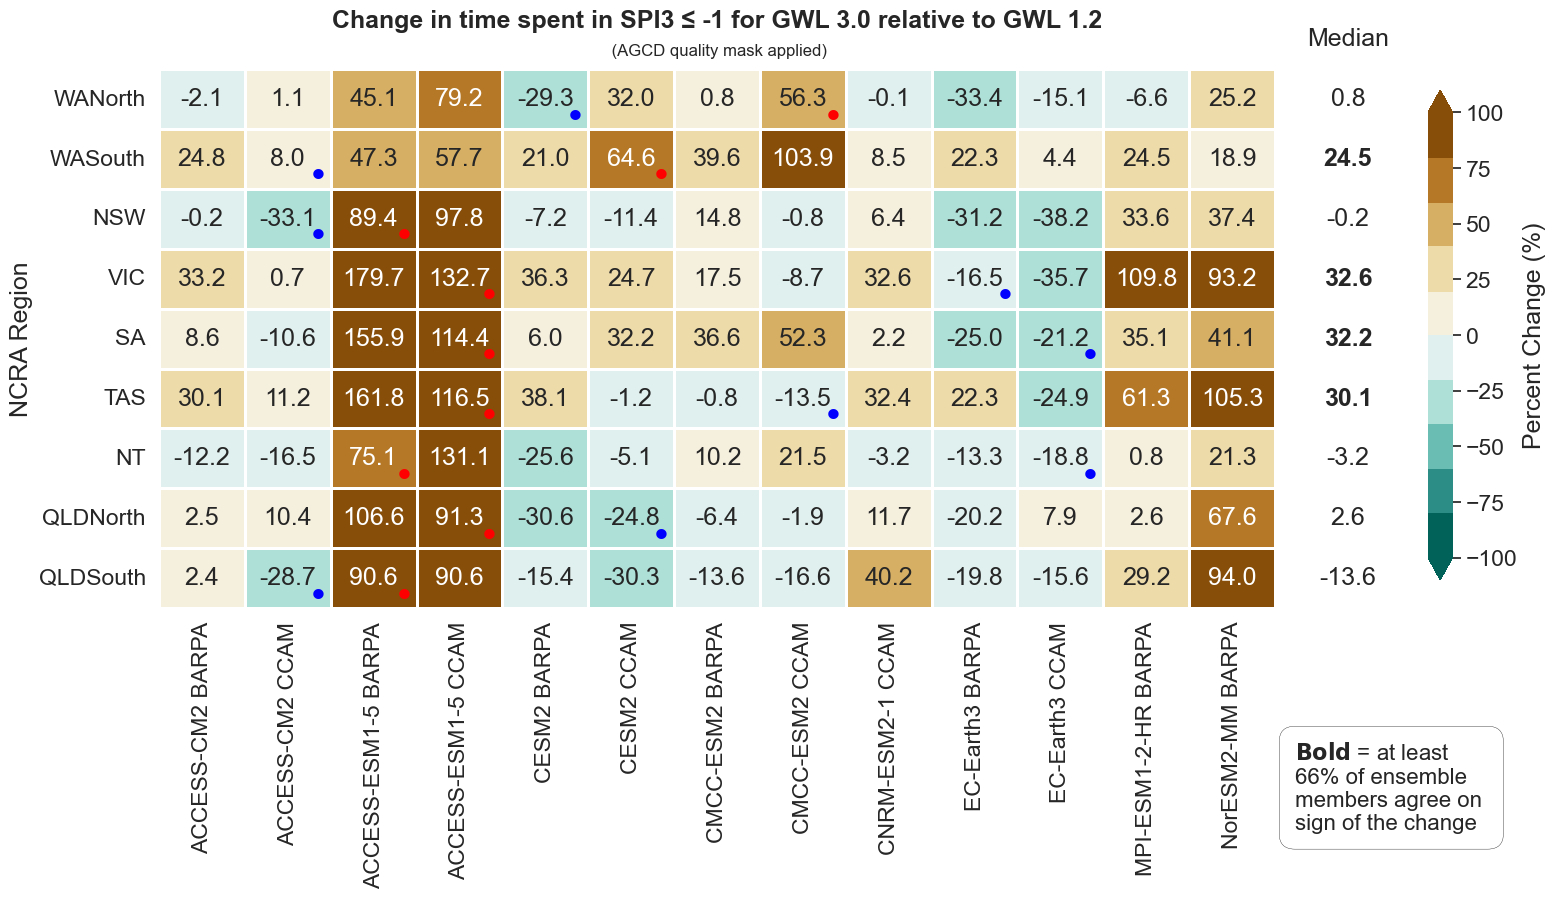 Change in time spent in SPI3 ≤ -1 for GWL 3.0 relative to GWL 1.2
(AGCD quality mask applied)
Median
WANorth -2.1 1.1 45.1 79.2 -29.3 32.0 0.8 56.3 -0.1 -33.4 -15.1 -6.6 25.2 0.8
WASouth 24.8 8.0 47.3 57.7 21.0 64.6 39.6 103.9 8.5 22.3 4.4 24.5 18.9 24.5
NSW -0.2 -33.1 89.4 97.8 -7.2 -11.4 14.8 -0.8 6.4 -31.2 -38.2 33.6 37.4 -0.2
VIC 33.2 0.7 179.7 132.7 36.3 24.7 17.5 -8.7 32.6 -16.5 -35.7 109.8 93.2 32.6
SA 8.6 -10.6 155.9 114.4 6.0 32.2 36.6 52.3 2.2 -25.0 -21.2 35.1 41.1 32.2
TAS 30.1 11.2 161.8 116.5 38.1 -1.2 -0.8 -13.5 32.4 22.3 -24.9 61.3 105.3 30.1
NT -12.2 -16.5 75.1 131.1 -25.6 -5.1 10.2 21.5 -3.2 -13.3 -18.8 0.8 21.3 -3.2
QLDNorth 2.5 10.4 106.6 91.3 -30.6 -24.8 -6.4 -1.9 11.7 -20.2 7.9 2.6 67.6 2.6
QLDSouth 2.4 -28.7 90.6 90.6 -15.4 -30.3 -13.6 -16.6 40.2 -19.8 -15.6 29.2 94.0 -13.6
NCRA Region
ACCESS-CM2 BARPA
ACCESS-CM2 CCAM
ACCESS-ESM1-5 BARPA
ACCESS-ESM1-5 CCAM
CESM2 BARPA
CESM2 CCAM
CMCC-ESM2 BARPA
CMCC-ESM2 CCAM
CNRM-ESM2-1 CCAM
EC-Earth3 BARPA
EC-Earth3 CCAM
MPI-ESM1-2-HR BARPA
NorESM2-MM BARPA
100
75
50
25
0
−25
−50
−75
−100
Percent Change (%)
Bold = at least
66% of ensemble
members agree on
sign of the change